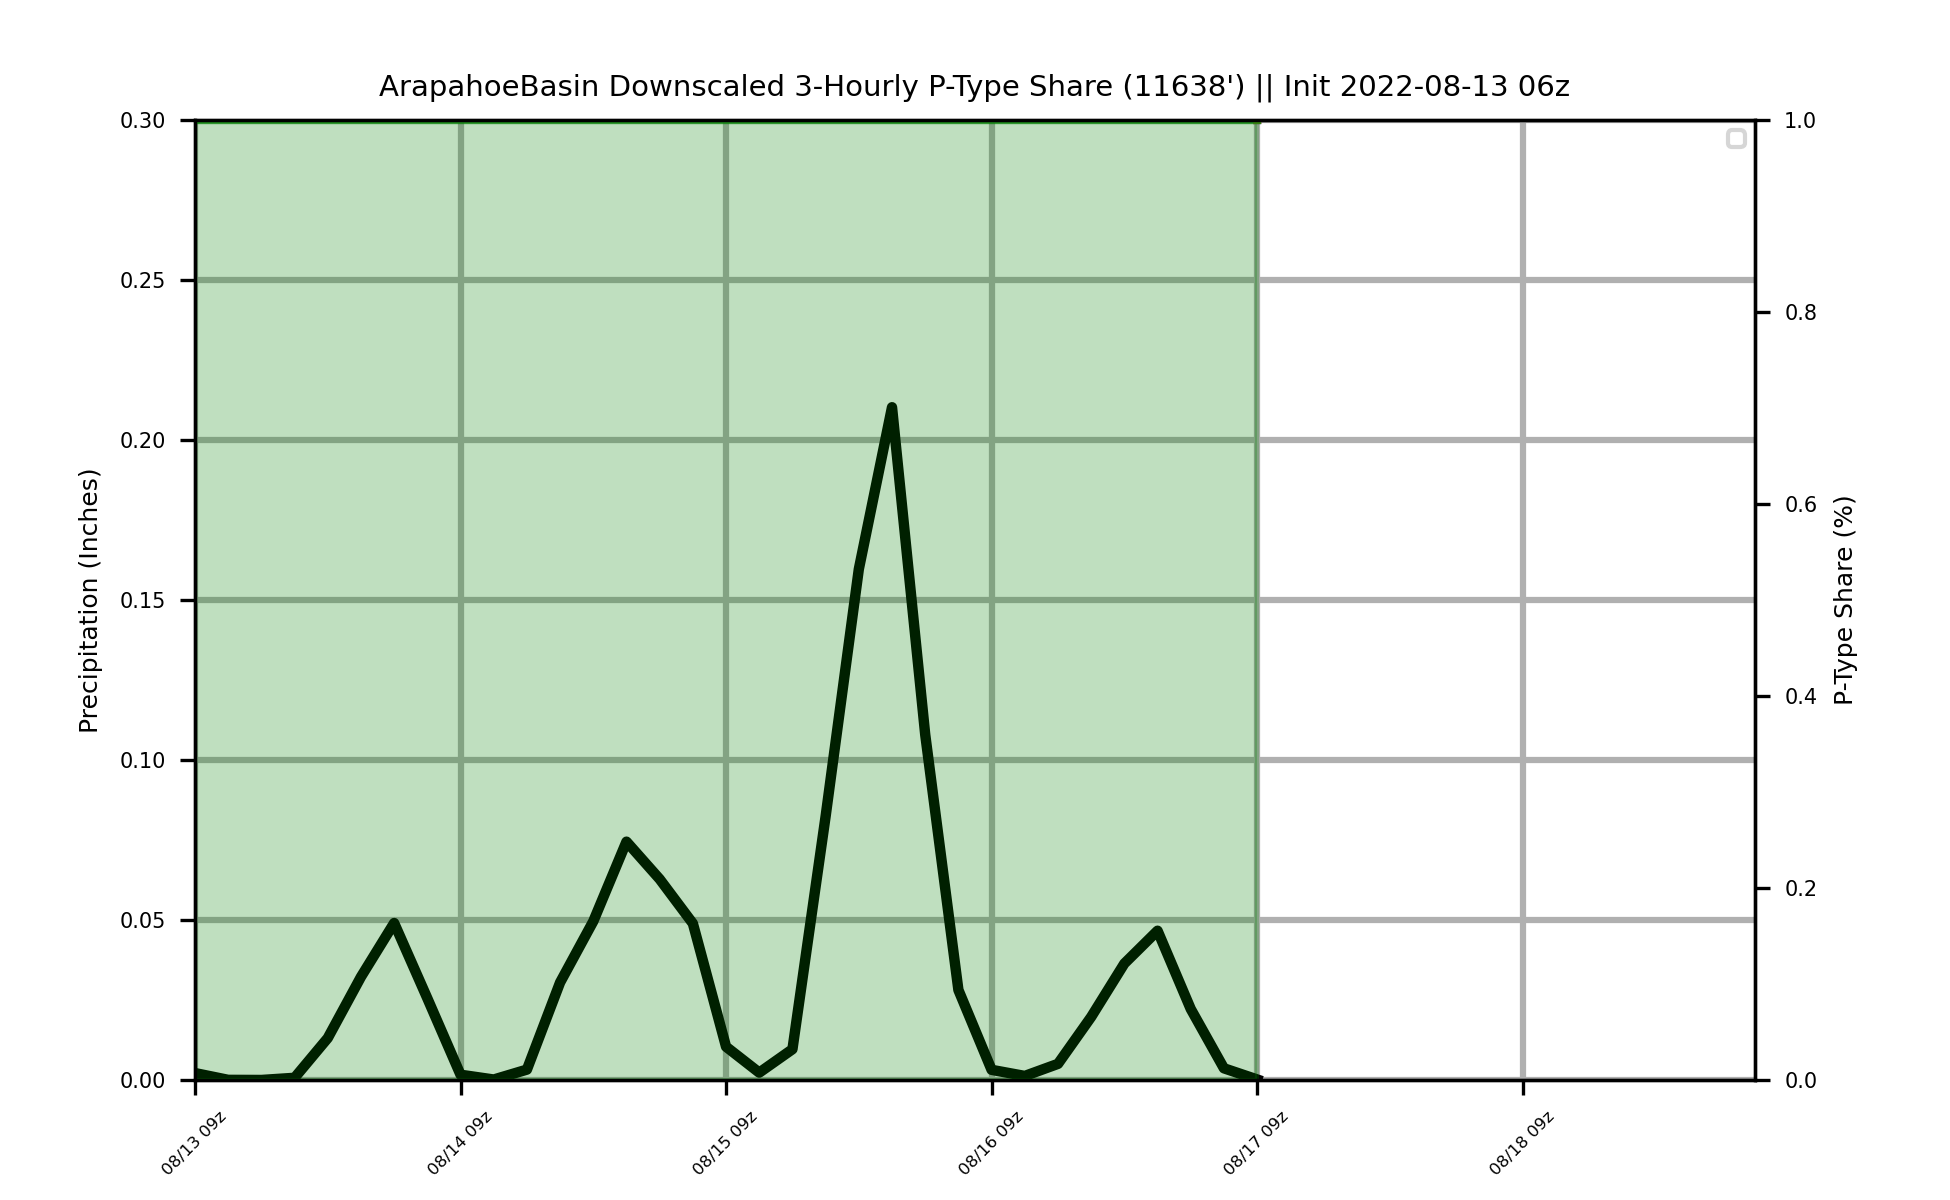 ArapahoeBasin Downscaled 3-Hourly P-Type Share (11638') || Init 2022-08-13 06z
0.30
0.25
0.20
0.15
0.10
0.05
0.00
Precipitation (Inches)
1.0
0.8
0.6
0.4
0.2
0.0
P-Type Share (%)
08/13 09z
08/14 09z
08/15 09z
08/16 09z
08/17 09z
08/18 09z